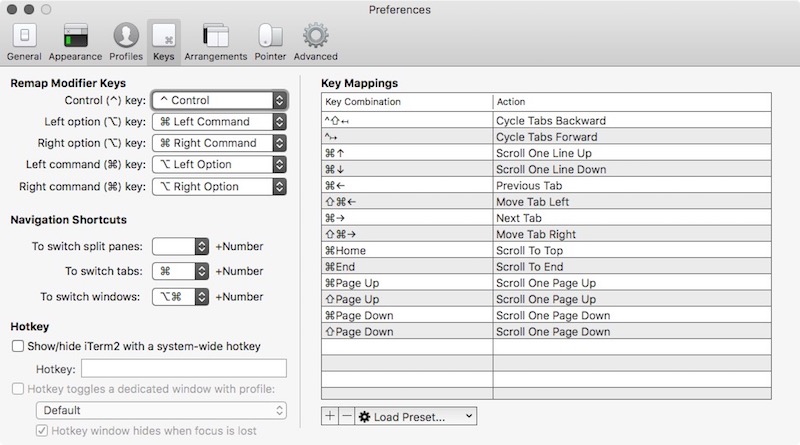 Preferences
General Appearance Profiles Keys Arrangements Pointer Advanced
Remap Modifier Keys
Control (^) key: ^ Control
Left option (⌥) key: ⌘ Left Command
Right option (⌥) key: ⌘ Right Command
Left command (⌘) key: ⌥ Left Option
Right command (⌘) key: ⌥ Right Option
Navigation Shortcuts
To switch split panes: +Number
To switch tabs: ⌘ +Number
To switch windows: ⌥⌘ +Number
Hotkey
Show/hide iTerm2 with a system-wide hotkey
Hotkey:
Hotkey toggles a dedicated window with profile:
Default
Hotkey window hides when focus is lost
Key Mappings
Key Combination Action
^⇧↤ Cycle Tabs Backward
^↦ Cycle Tabs Forward
⌘↑ Scroll One Line Up
⌘↓ Scroll One Line Down
⌘← Previous Tab
⇧⌘← Move Tab Left
⌘→ Next Tab
⇧⌘→ Move Tab Right
⌘Home Scroll To Top
⌘End Scroll To End
⌘Page Up Scroll One Page Up
⇧Page Up Scroll One Page Up
⌘Page Down Scroll One Page Down
⇧Page Down Scroll One Page Down
+ − Load Preset...